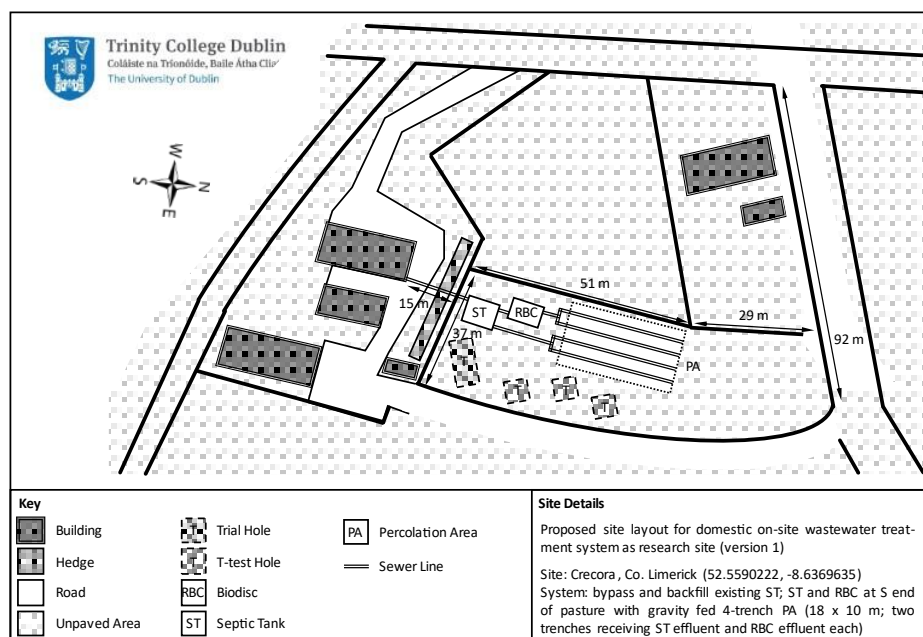 Trinity College Dublin
Coláiste na Tríonóide, Baile Átha Cliath
The University of Dublin
W
S
N
E
51 m
15 m
ST
RBC
29 m
37 m
92 m
T
PA
T
T
T
Key
Building
Hedge
Road
Unpaved Area
T
Trial Hole
T
T-test Hole
RBC
Biodisc
ST
Septic Tank
PA
Percolation Area
Sewer Line
Site Details
Proposed site layout for domestic on-site wastewater treat-
ment system as research site (version 1)
Site: Crecora, Co. Limerick (52.5590222, -8.6369635)
System: bypass and backfill existing ST; ST and RBC at S end
of pasture with gravity fed 4-trench PA (18 x 10 m; two
trenches receiving ST effluent and RBC effluent each)